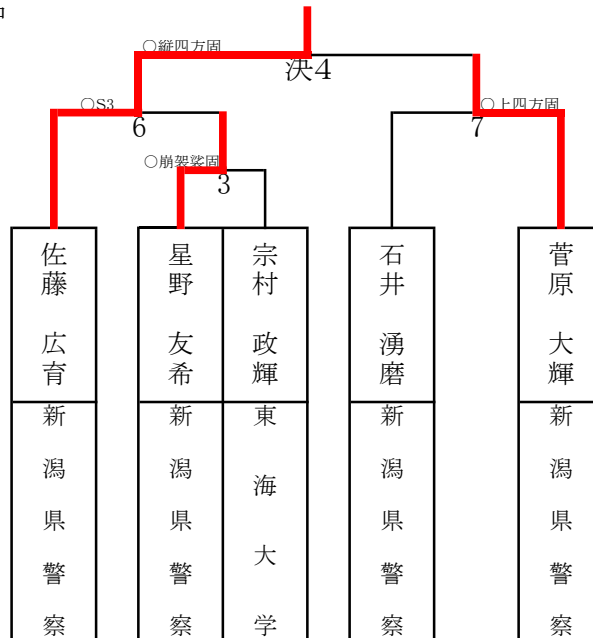 ○縦四方固
決4
○S3
○上四方固
6
7
○崩袈裟固
3
佐藤 広育
星野 友希
宗村 政輝
石井 湧磨
菅原 大輝
新潟県警察
新潟県警察
東海大学
新潟県警察
新潟県警察